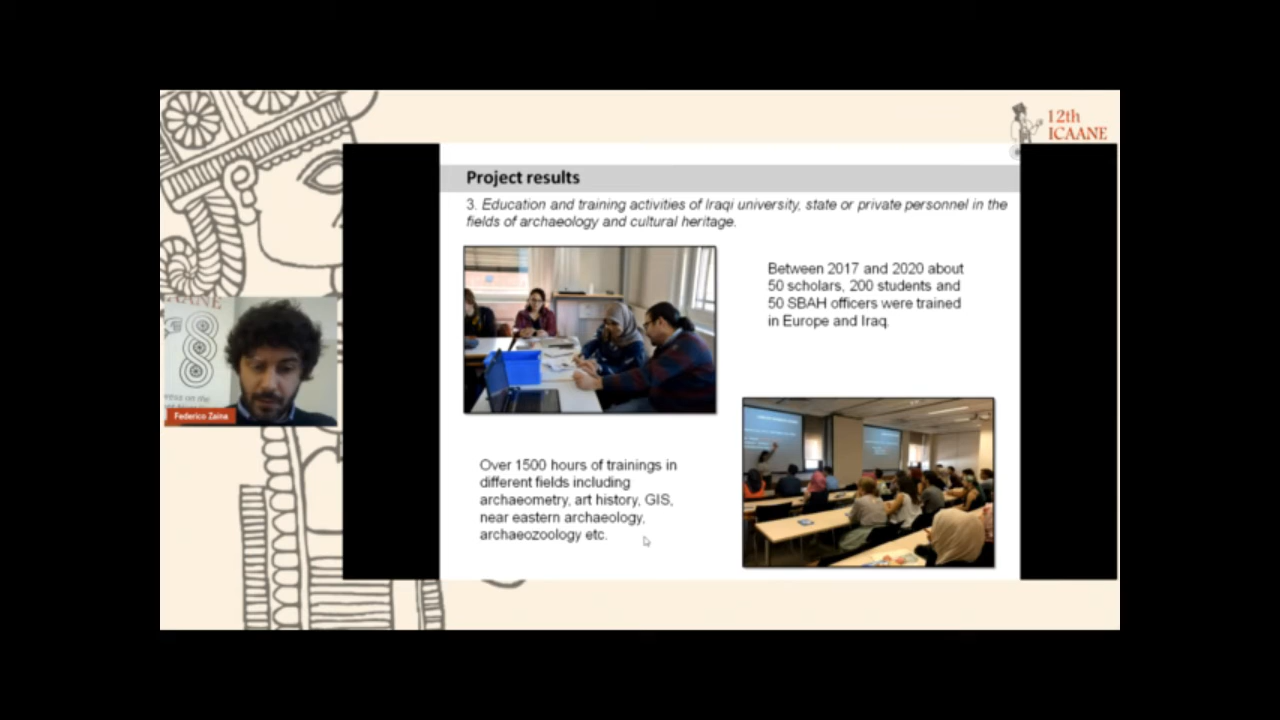 12th
ICAANE
Project results
3. Education and training activities of Iraqi university, state or private personnel in the
fields of archaeology and cultural heritage.
Between 2017 and 2020 about
50 scholars, 200 students and
50 SBAH officers were trained
in Europe and Iraq.
ICAANE
Federico Zaina
Over 1500 hours of trainings in
different fields including
archaeometry, art history, GIS,
near eastern archaeology,
archaeozoology etc.